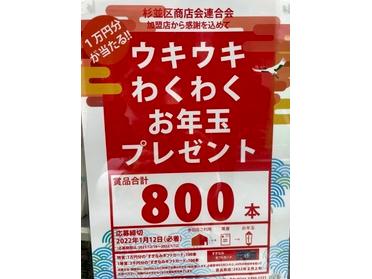 杉並区商店会連合会
加盟店から感謝を込めて
1万円分
が当たる!!
ウキウキ
わくわく
お年玉
プレゼント
賞品合計
800本
応募締切
2022年1月12日(必着)